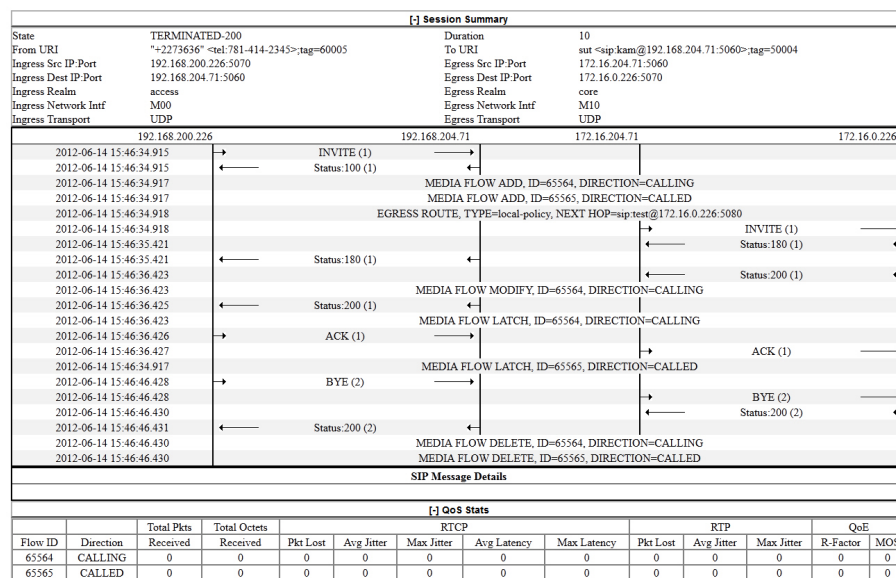 [-] Session Summary
State TERMINATED-200 Duration 10
From URI "+2273636" <tel:781-414-2345>;tag=60005 To URI sut <sip:kam@192.168.204.71:5060>;tag=50004
Ingress Src IP:Port 192.168.200.226:5070 Egress Src IP:Port 172.16.204.71:5060
Ingress Dest IP:Port 192.168.204.71:5060 Egress Dest IP:Port 172.16.0.226:5070
Ingress Realm access Egress Realm core
Ingress Network Intf M00 Egress Network Intf M10
Ingress Transport UDP Egress Transport UDP
192.168.200.226 192.168.204.71 172.16.204.71 172.16.0.226
2012-06-14 15:46:34.915 INVITE (1)
2012-06-14 15:46:34.915 Status:100 (1)
2012-06-14 15:46:34.917 MEDIA FLOW ADD, ID=65564, DIRECTION=CALLING
2012-06-14 15:46:34.917 MEDIA FLOW ADD, ID=65565, DIRECTION=CALLED
2012-06-14 15:46:34.918 EGRESS ROUTE, TYPE=local-policy, NEXT HOP=sip:test@172.16.0.226:5080
2012-06-14 15:46:34.918 INVITE (1)
2012-06-14 15:46:35.421 Status:180 (1)
2012-06-14 15:46:35.421 Status:180 (1)
2012-06-14 15:46:36.423 Status:200 (1)
2012-06-14 15:46:36.423 MEDIA FLOW MODIFY, ID=65564, DIRECTION=CALLING
2012-06-14 15:46:36.425 Status:200 (1)
2012-06-14 15:46:36.423 MEDIA FLOW LATCH, ID=65564, DIRECTION=CALLING
2012-06-14 15:46:36.426 ACK (1)
2012-06-14 15:46:36.427 ACK (1)
2012-06-14 15:46:34.917 MEDIA FLOW LATCH, ID=65565, DIRECTION=CALLED
2012-06-14 15:46:46.428 BYE (2)
2012-06-14 15:46:46.428 BYE (2)
2012-06-14 15:46:46.430 Status:200 (2)
2012-06-14 15:46:46.431 Status:200 (2)
2012-06-14 15:46:46.430 MEDIA FLOW DELETE, ID=65564, DIRECTION=CALLING
2012-06-14 15:46:46.430 MEDIA FLOW DELETE, ID=65565, DIRECTION=CALLED
SIP Message Details
[-] QoS Stats
Total Pkts Total Octets RTCP RTP QoE
Flow ID Direction Received Received Pkt Lost Avg Jitter Max Jitter Avg Latency Max Latency Pkt Lost Avg Jitter Max Jitter R-Factor MOS
65564 CALLING 0 0 0 0 0 0 0 0 0 0 0 0
65565 CALLED 0 0 0 0 0 0 0 0 0 0 0 0